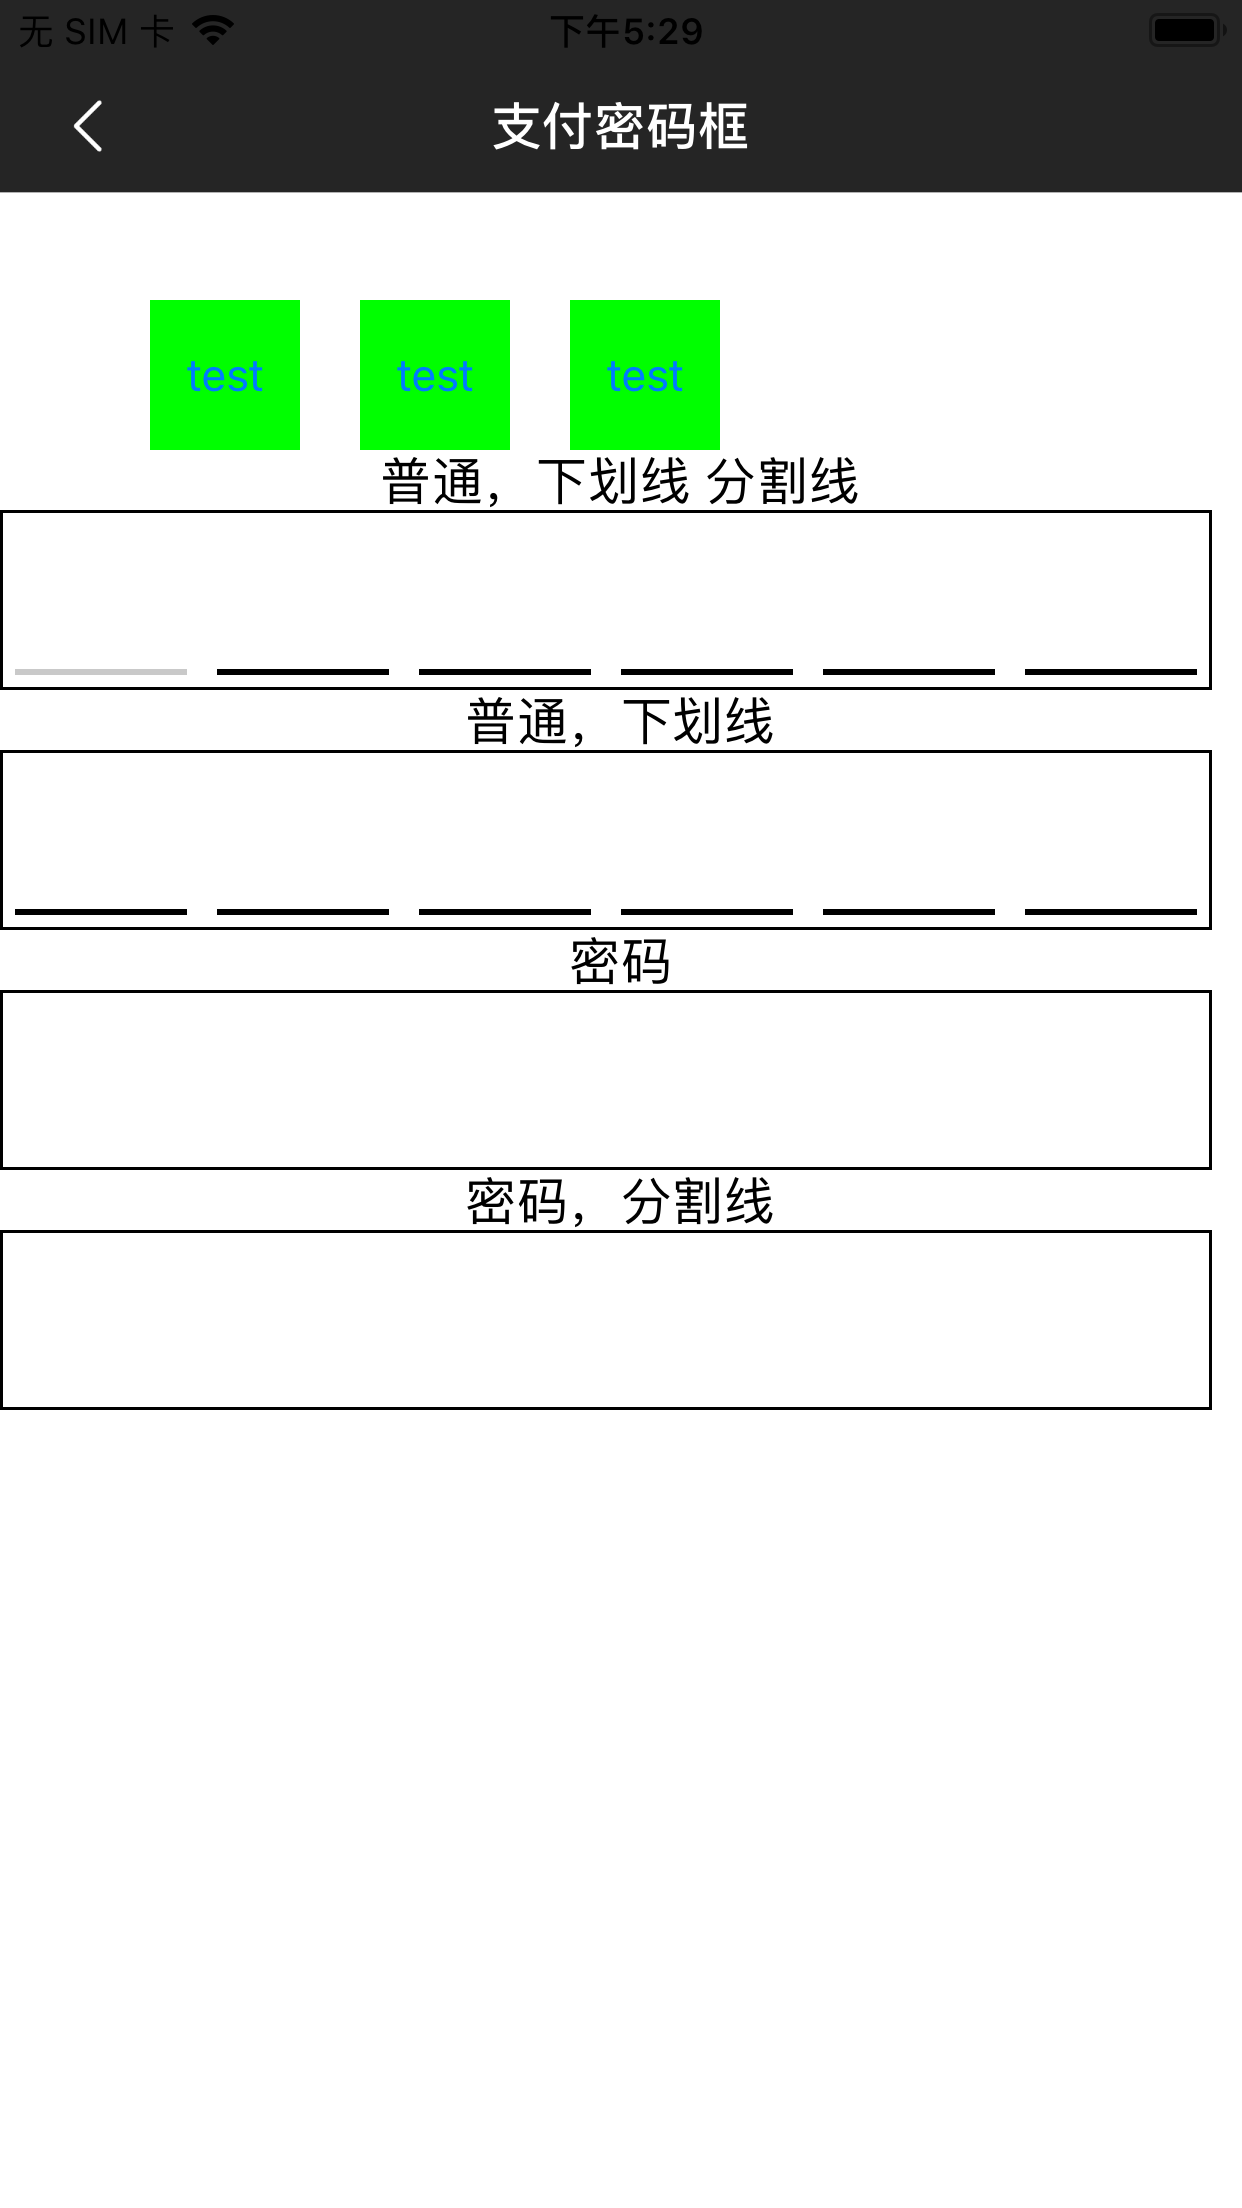 无 SIM 卡 下午5:29
支付密码框
test test test
普通，下划线 分割线
普通，下划线
密码
密码，分割线